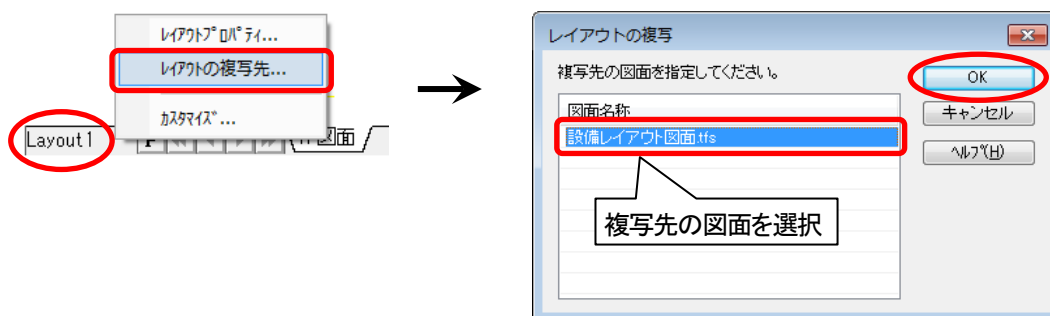 ﾚｲｱｳﾄﾌﾟﾛﾊﾟﾃｨ...
ﾚｲｱｳﾄの複写先...
ｶｽﾀﾏｲｽﾞ...
Layout1
図面
レイアウトの複写
複写先の図面を指定してください。
図面名称
設備レイアウト図面.tfs
OK
キャンセル
ﾍﾙﾌﾟ(H)
複写先の図面を選択